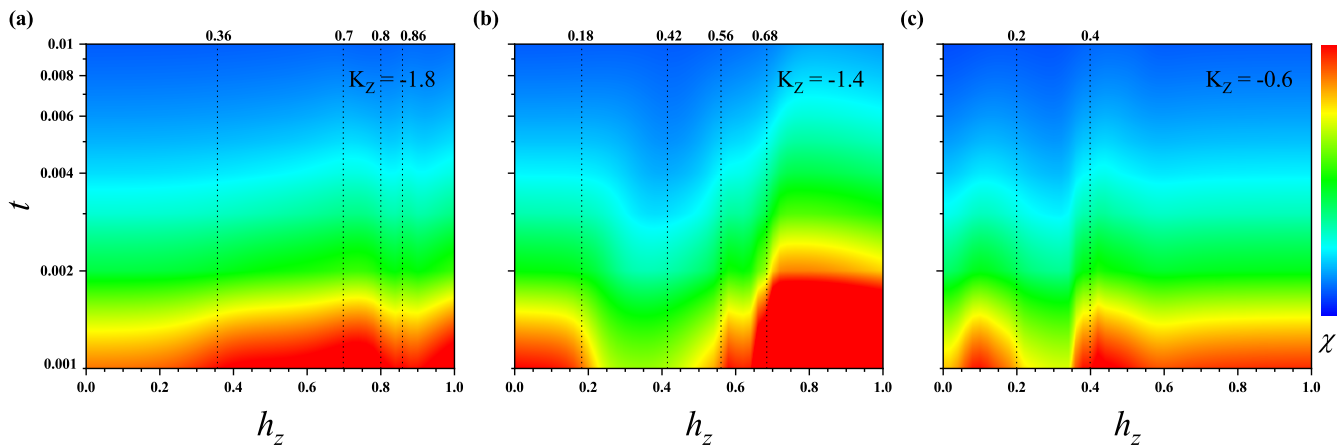 (a) (b) (c)
0.36 0.7 0.8 0.86 0.18 0.42 0.56 0.68 0.2 0.4
0.01
K_Z = -1.8 K_Z = -1.4 K_Z = -0.6
0.008
0.006
0.004
t
0.002
0.001
χ
0.0 0.2 0.4 0.6 0.8 1.0 0.0 0.2 0.4 0.6 0.8 1.0 0.0 0.2 0.4 0.6 0.8 1.0
h_z h_z h_z